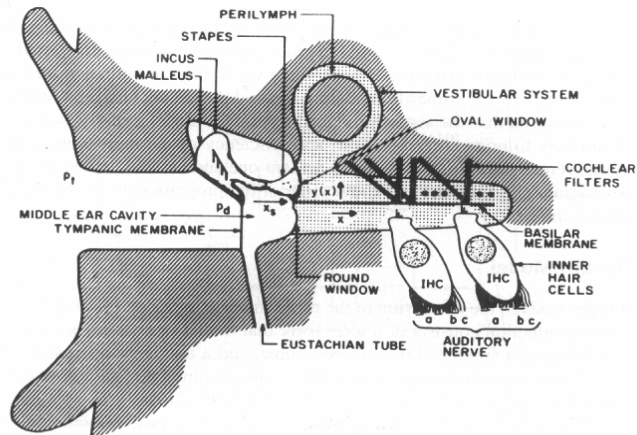 PERILYMPH
STAPES
INCUS
MALLEUS
VESTIBULAR SYSTEM
OVAL WINDOW
COCHLEAR
FILTERS
Pf
y(x)
MIDDLE EAR CAVITY
Pd
xs
x
TYMPANIC MEMBRANE
BASILAR
MEMBRANE
ROUND
WINDOW
IHC
IHC
INNER
HAIR
CELLS
a b c a b c
EUSTACHIAN TUBE
AUDITORY
NERVE